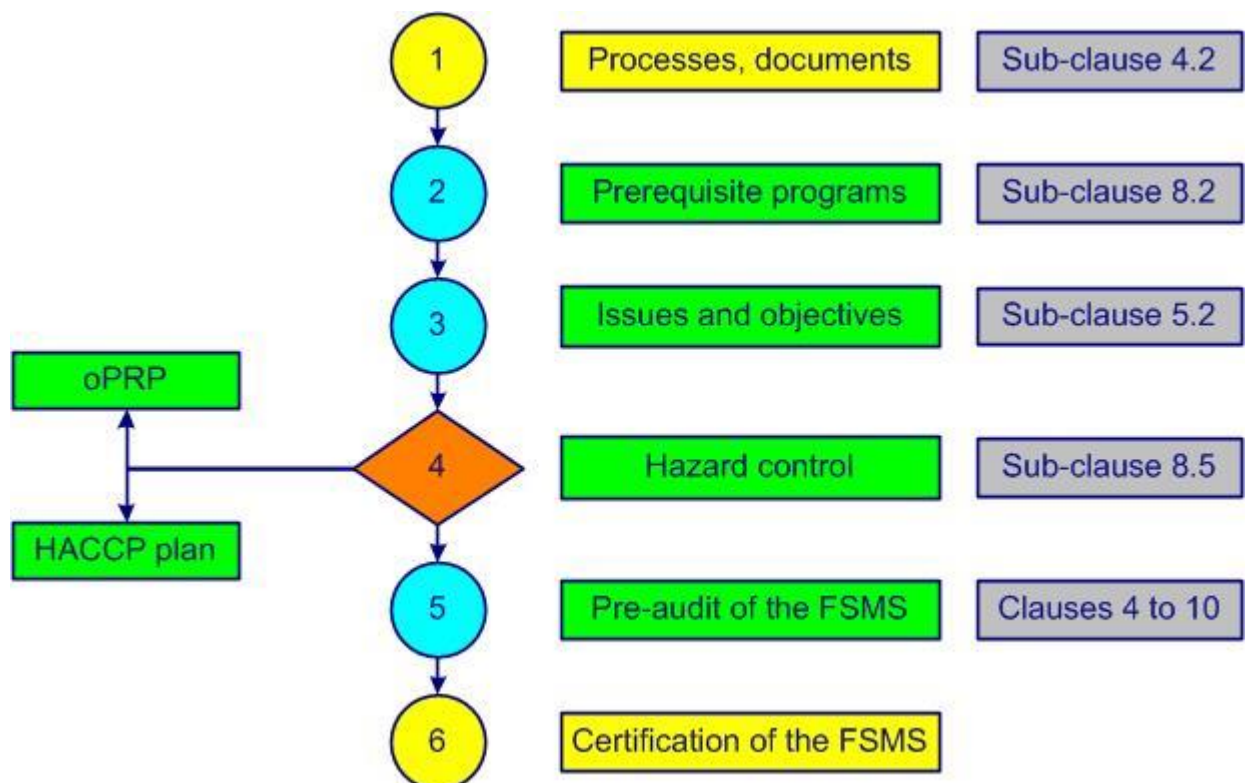 1
Processes, documents
Sub-clause 4.2
2
Prerequisite programs
Sub-clause 8.2
3
Issues and objectives
Sub-clause 5.2
oPRP
4
Hazard control
Sub-clause 8.5
HACCP plan
5
Pre-audit of the FSMS
Clauses 4 to 10
6
Certification of the FSMS